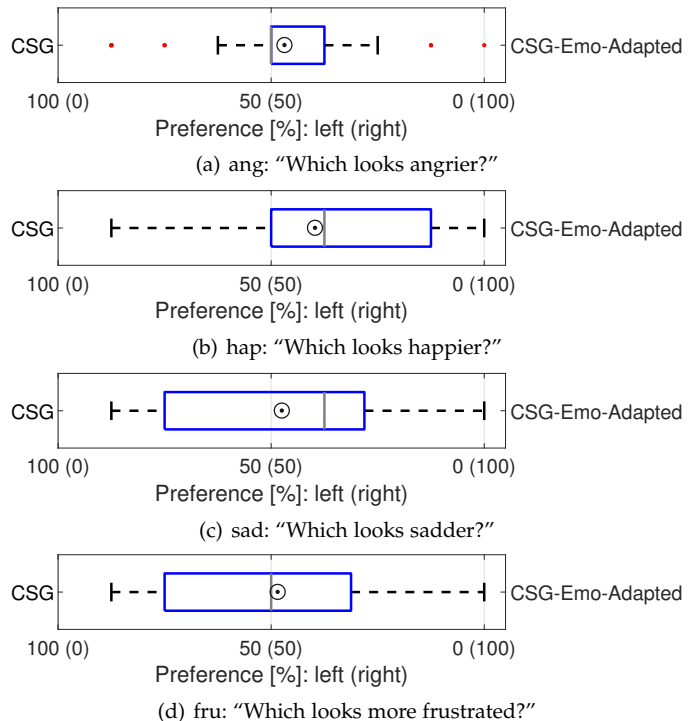 CSG CSG-Emo-Adapted
100 (0) 50 (50) 0 (100)
Preference [%]: left (right)
(a) ang: “Which looks angrier?”
CSG CSG-Emo-Adapted
100 (0) 50 (50) 0 (100)
Preference [%]: left (right)
(b) hap: “Which looks happier?”
CSG CSG-Emo-Adapted
100 (0) 50 (50) 0 (100)
Preference [%]: left (right)
(c) sad: “Which looks sadder?”
CSG CSG-Emo-Adapted
100 (0) 50 (50) 0 (100)
Preference [%]: left (right)
(d) fru: “Which looks more frustrated?”